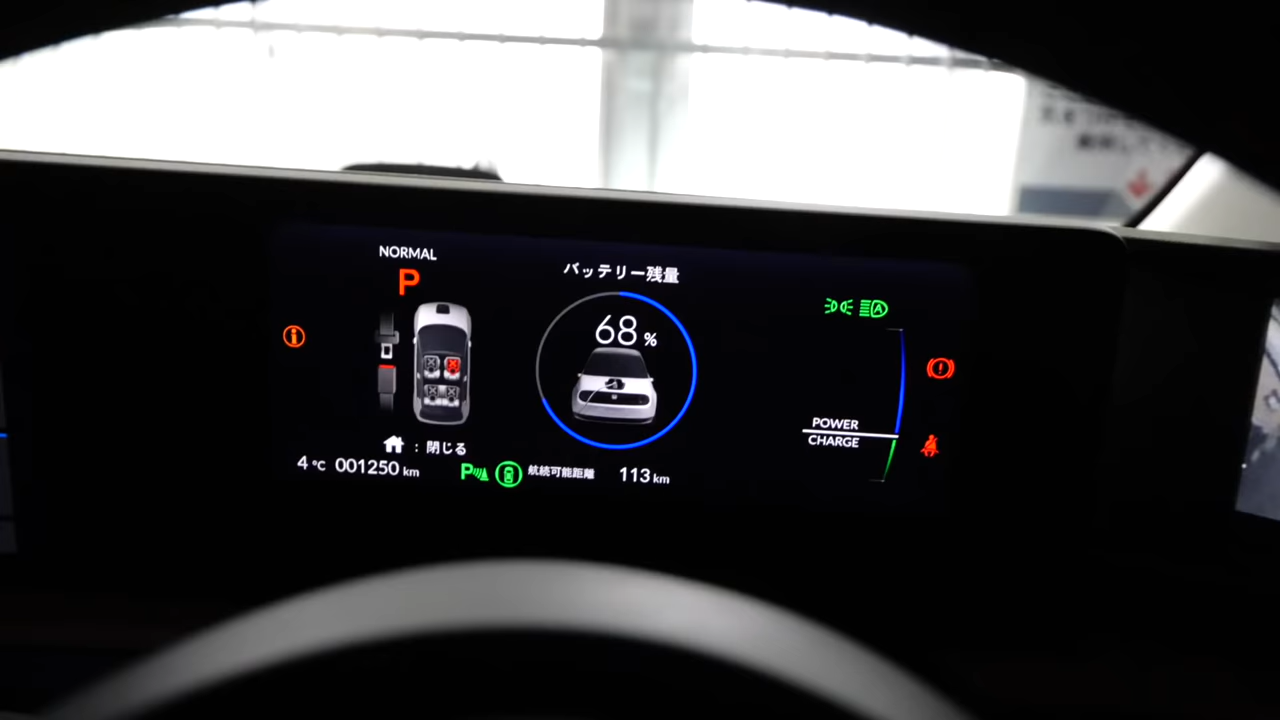 NORMAL
P
バッテリー残量
68 %
POWER
CHARGE
: 閉じる
4 °C 001250 km
P
航続可能距離 113 km